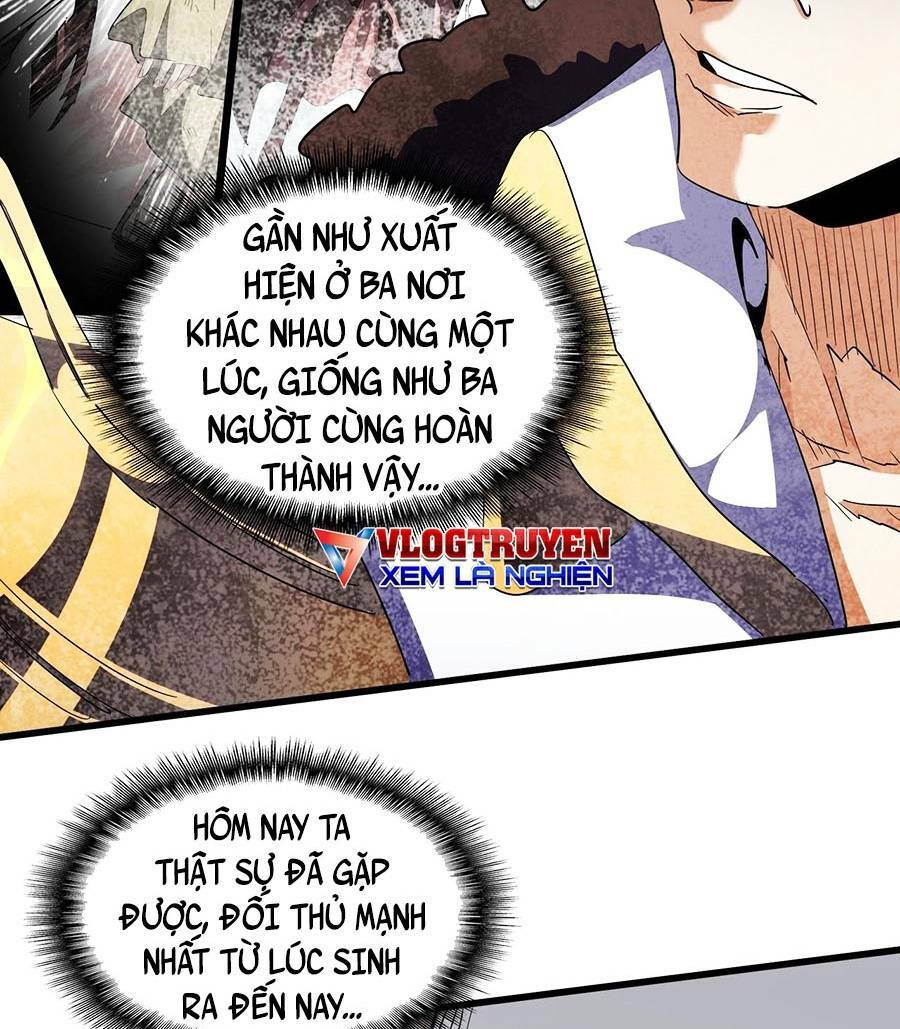 GẦN NHƯ XUẤT
HIỆN Ở BA NƠI
KHÁC NHAU CÙNG MỘT
LÚC, GIỐNG NHƯ BA
NGƯỜI CÙNG HOÀN
THÀNH VẬY...
VLOGTRUYEN
XEM LÀ NGHIỆN
HÔM NAY TA
THẬT SỰ ĐÃ GẶP
ĐƯỢC, ĐỐI THỦ MẠNH
NHẤT TỪ LÚC SINH
RA ĐẾN NAY...